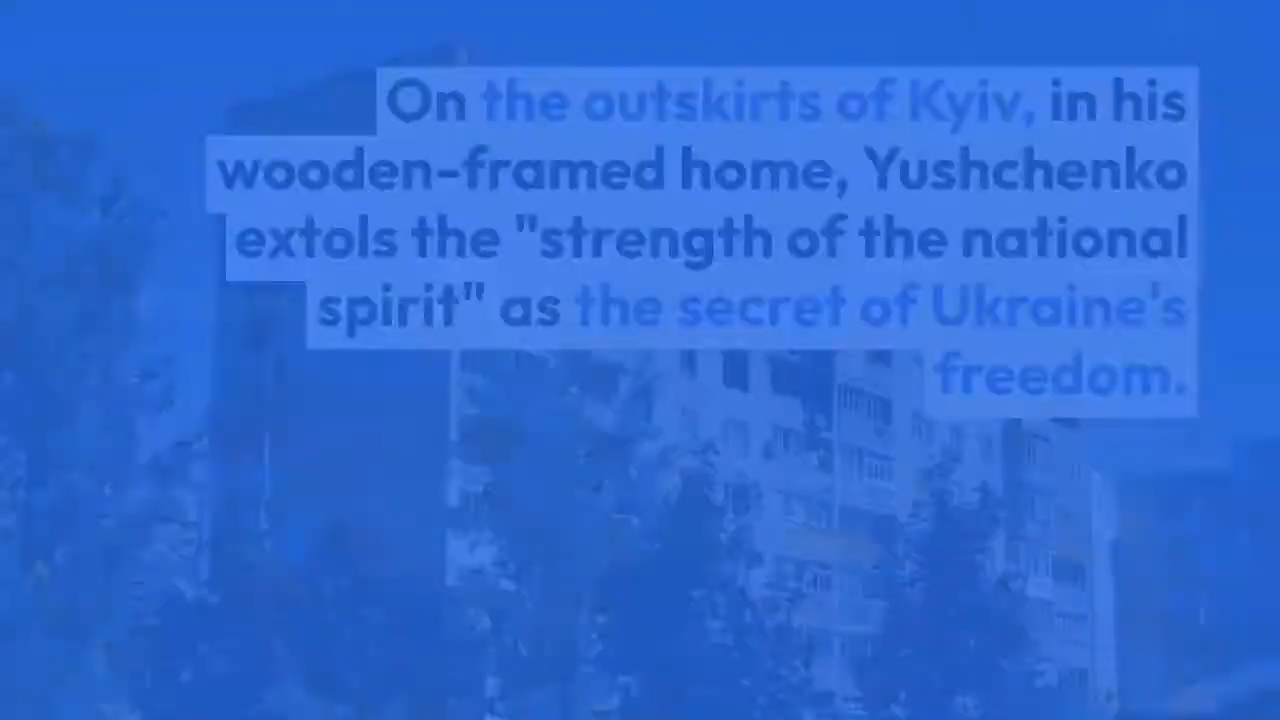 On the outskirts of Kyiv, in his
wooden-framed home, Yushchenko
extols the "strength of the national
spirit" as the secret of Ukraine's
freedom.